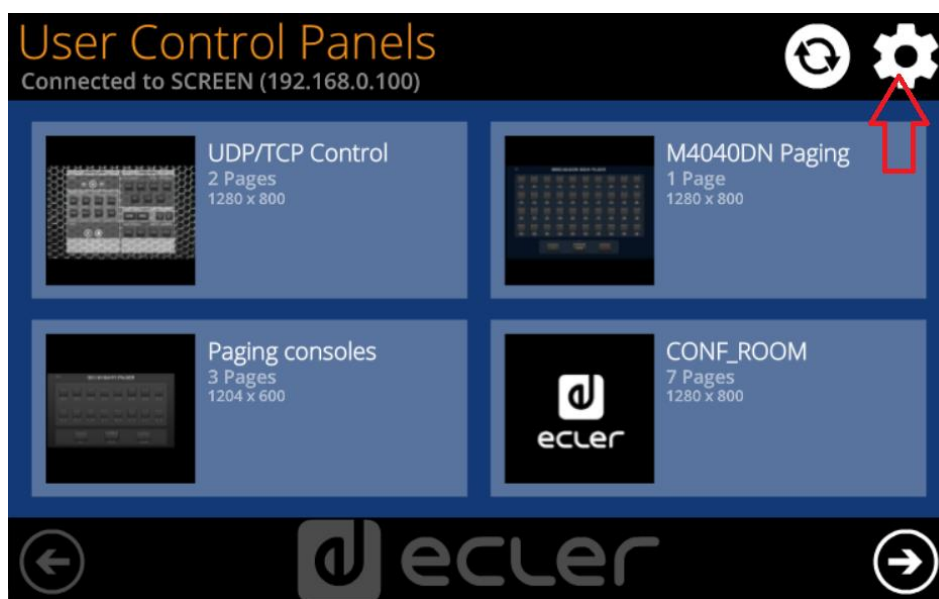 User Control Panels
Connected to SCREEN (192.168.0.100)
UDP/TCP Control
2 Pages
1280 x 800
M4040DN Paging
1 Page
1280 x 800
Paging consoles
3 Pages
1204 x 600
CONF_ROOM
7 Pages
1280 x 800
ecler
ecler